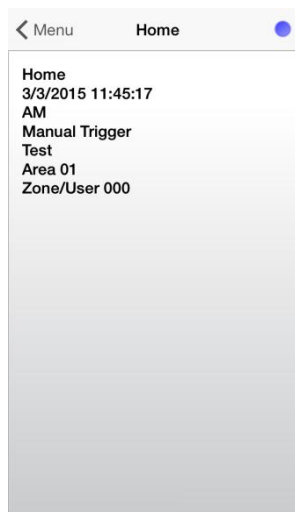 Menu Home
Home
3/3/2015 11:45:17
AM
Manual Trigger
Test
Area 01
Zone/User 000